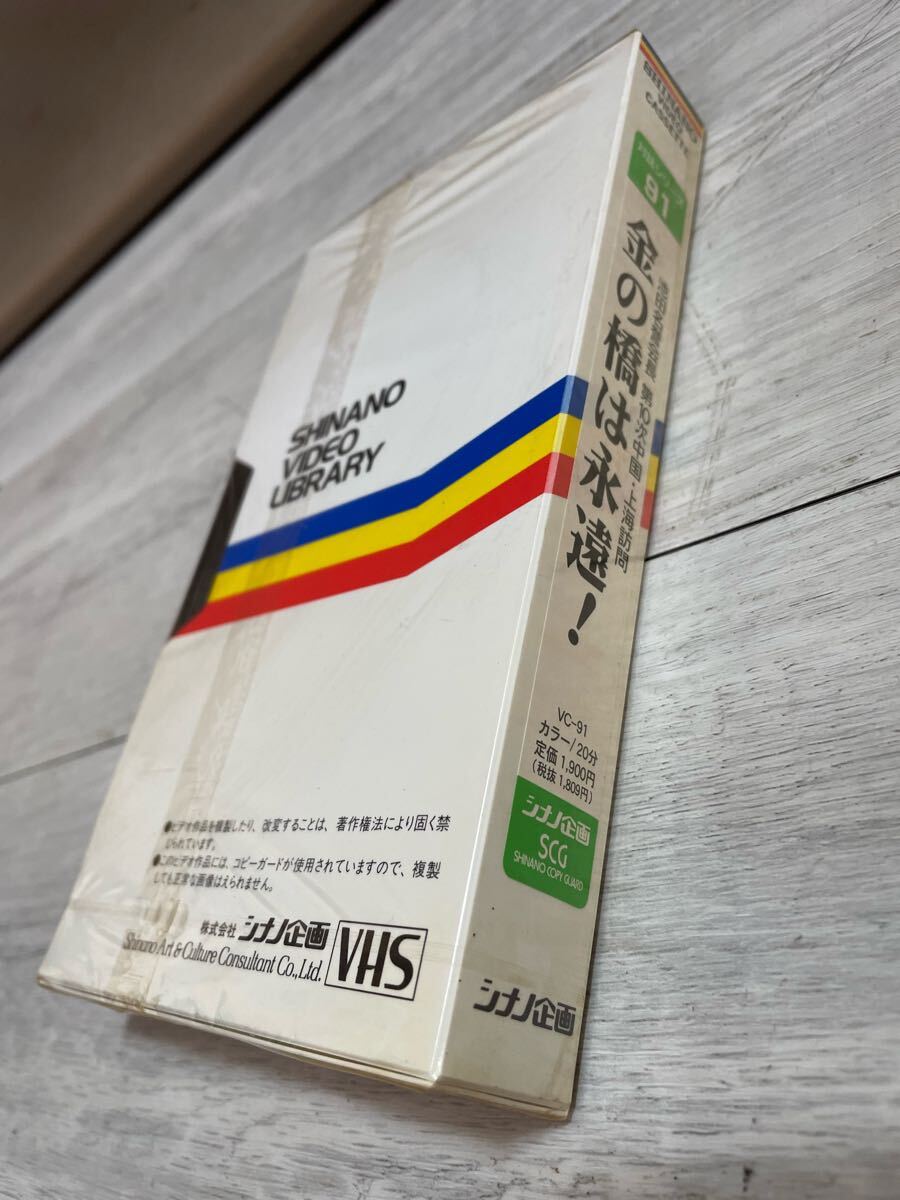 SHINANO
VIDEO
LIBRARY
●ビデオ作品を複製したり、改変することは、著作権法により固く禁
じられています。
●このビデオ作品には、コピーガードが使用されていますので、複製
しても正常な画像はえられません。
株式会社 シナノ企画
Shinano Art & Culture Consultant Co., Ltd.
VHS
SHINANO
VIDEO
CASSETTE
対話シリーズ
91
金の橋は永遠!
池田名誉会長 第10次中国・上海訪問
VC-91
カラー/20分
定価1,900円
(税抜1,809円)
シナノ企画
SCG
SHINANO COPY GUARD
シナノ企画